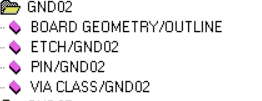 GND02
BOARD GEOMETRY/OUTLINE
ETCH/GND02
PIN/GND02
VIA CLASS/GND02